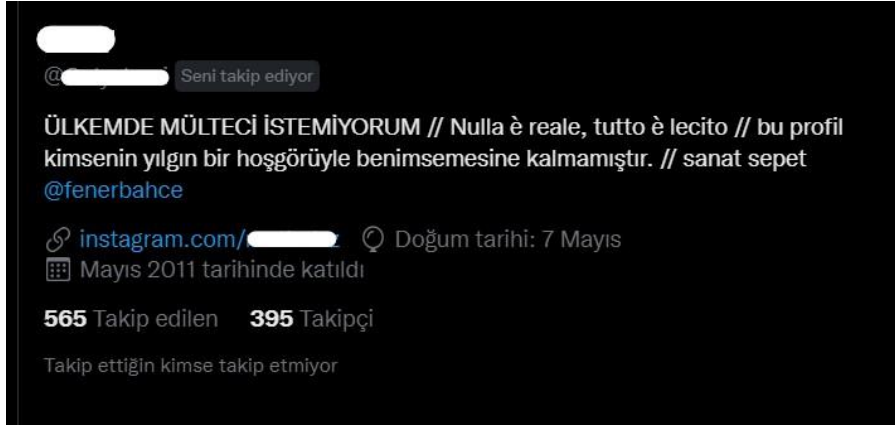 @ Seni takip ediyor
ÜLKEMDE MÜLTECİ İSTEMİYORUM // Nulla è reale, tutto è lecito // bu profil
kimsenin yılgın bir hoşgörüyle benimsemesine kalmamıştır. // sanat sepet
@fenerbahce
instagram.com/ Doğum tarihi: 7 Mayıs
Mayıs 2011 tarihinde katıldı
565 Takip edilen 395 Takipçi
Takip ettiğin kimse takip etmiyor